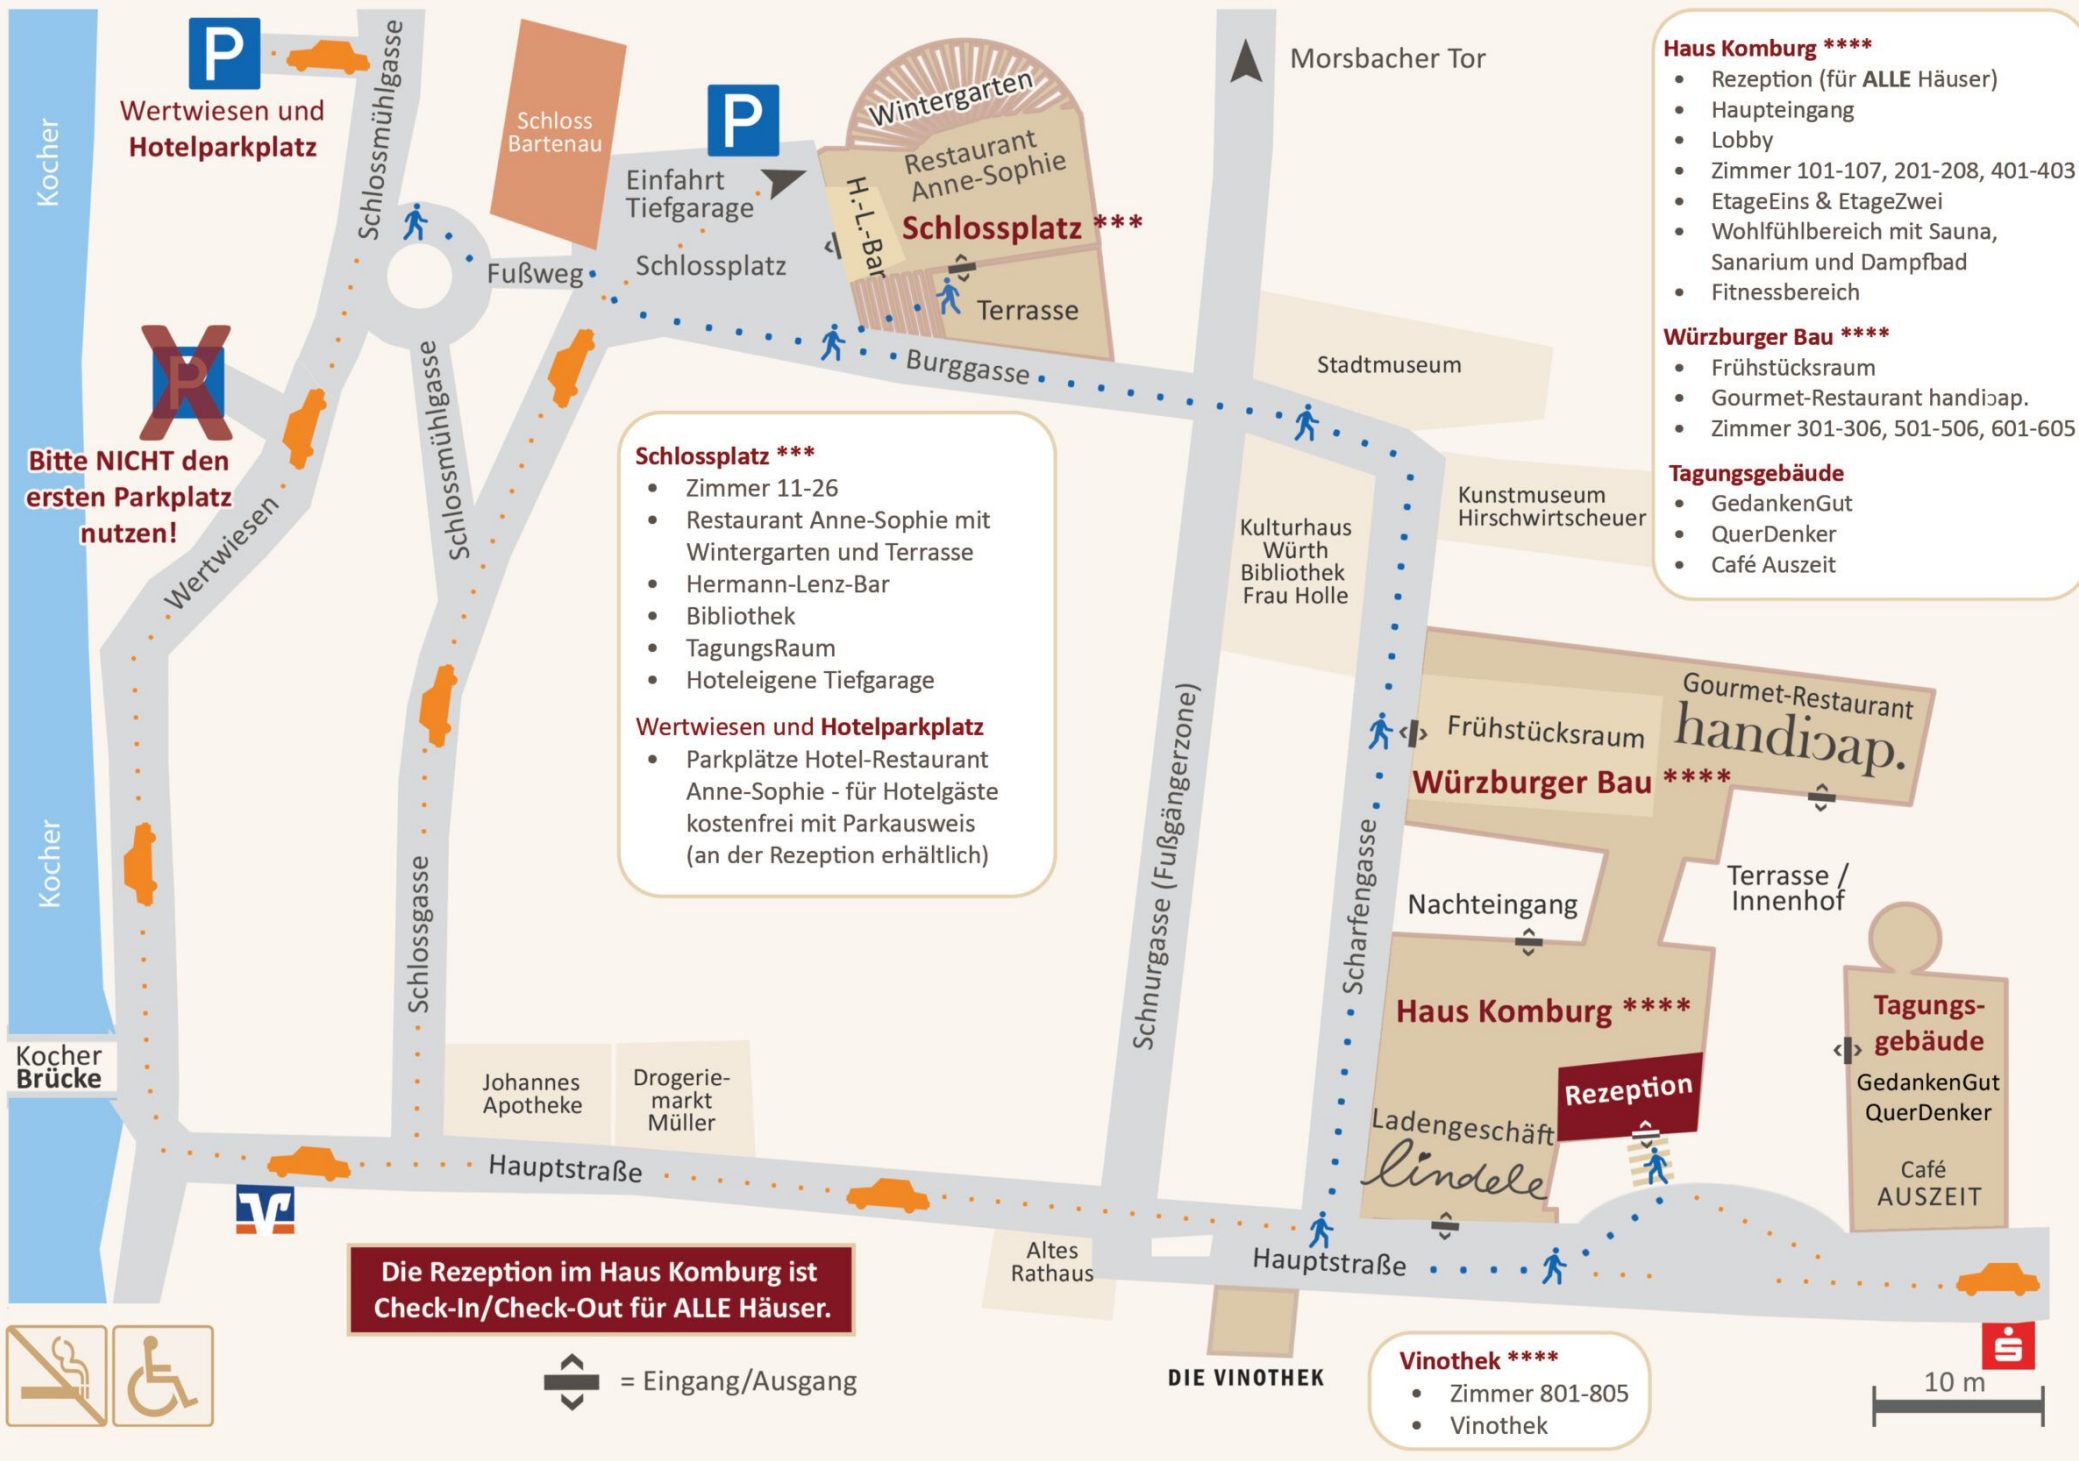 Kocher
P
Wertwiesen und
Hotelparkplatz
Schlossmühlgasse
Schloss
Bartenau
P
Einfahrt
Tiefgarage
Schlossplatz
Fußweg
Wintergarten
Restaurant
Anne-Sophie
H.-L.-Bar
Schlossplatz ***
Terrasse
Morsbacher Tor
Haus Komburg ****
• Rezeption (für ALLE Häuser)
• Haupteingang
• Lobby
• Zimmer 101-107, 201-208, 401-403
• EtageEins & EtageZwei
• Wohlfühlbereich mit Sauna,
Sanarium und Dampfbad
• Fitnessbereich
Würzburger Bau ****
• Frühstücksraum
• Gourmet-Restaurant handicap.
• Zimmer 301-306, 501-506, 601-605
Tagungsgebäude
• GedankenGut
• QuerDenker
• Café Auszeit
P
Bitte NICHT den
ersten Parkplatz
nutzen!
Wertwiesen
Schlossmühlgasse
Burggasse
Stadtmuseum
Kunstmuseum
Hirschwirtscheuer
Kulturhaus
Würth
Bibliothek
Frau Holle
Schlossplatz ***
• Zimmer 11-26
• Restaurant Anne-Sophie mit
Wintergarten und Terrasse
• Hermann-Lenz-Bar
• Bibliothek
• TagungsRaum
• Hoteleigene Tiefgarage
Wertwiesen und Hotelparkplatz
• Parkplätze Hotel-Restaurant
Anne-Sophie - für Hotelgäste
kostenfrei mit Parkausweis
(an der Rezeption erhältlich)
Schnurgasse (Fußgängerzone)
Scharfengasse
Gourmet-Restaurant
handicap.
Frühstücksraum
Würzburger Bau ****
Nachteingang
Terrasse /
Innenhof
Kocher
Schlossgasse
Haus Komburg ****
Rezeption
Ladengeschäft
lindele
Tagungs-
gebäude
GedankenGut
QuerDenker
Café
AUSZEIT
Kocher
Brücke
Johannes
Apotheke
Drogerie-
markt
Müller
Hauptstraße
Altes
Rathaus
Hauptstraße
Die Rezeption im Haus Komburg ist
Check-In/Check-Out für ALLE Häuser.
= Eingang/Ausgang
DIE VINOTHEK
Vinothek ****
• Zimmer 801-805
• Vinothek
10 m